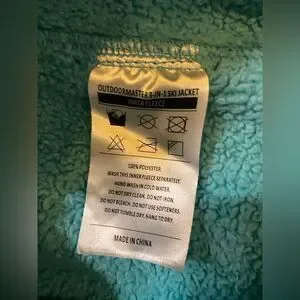 OUTDOORMASTER 3-IN-1 SKI JACKET
INNER FLEECE
100% POLYESTER.
WASH THIS INNER FLEECE SEPARATELY.
HAND WASH IN COLD WATER.
DO NOT DRY CLEAN. DO NOT IRON.
DO NOT BLEACH. DO NOT USE SOFTENERS.
DO NOT TUMBLE DRY. HANG TO DRY.
MADE IN CHINA